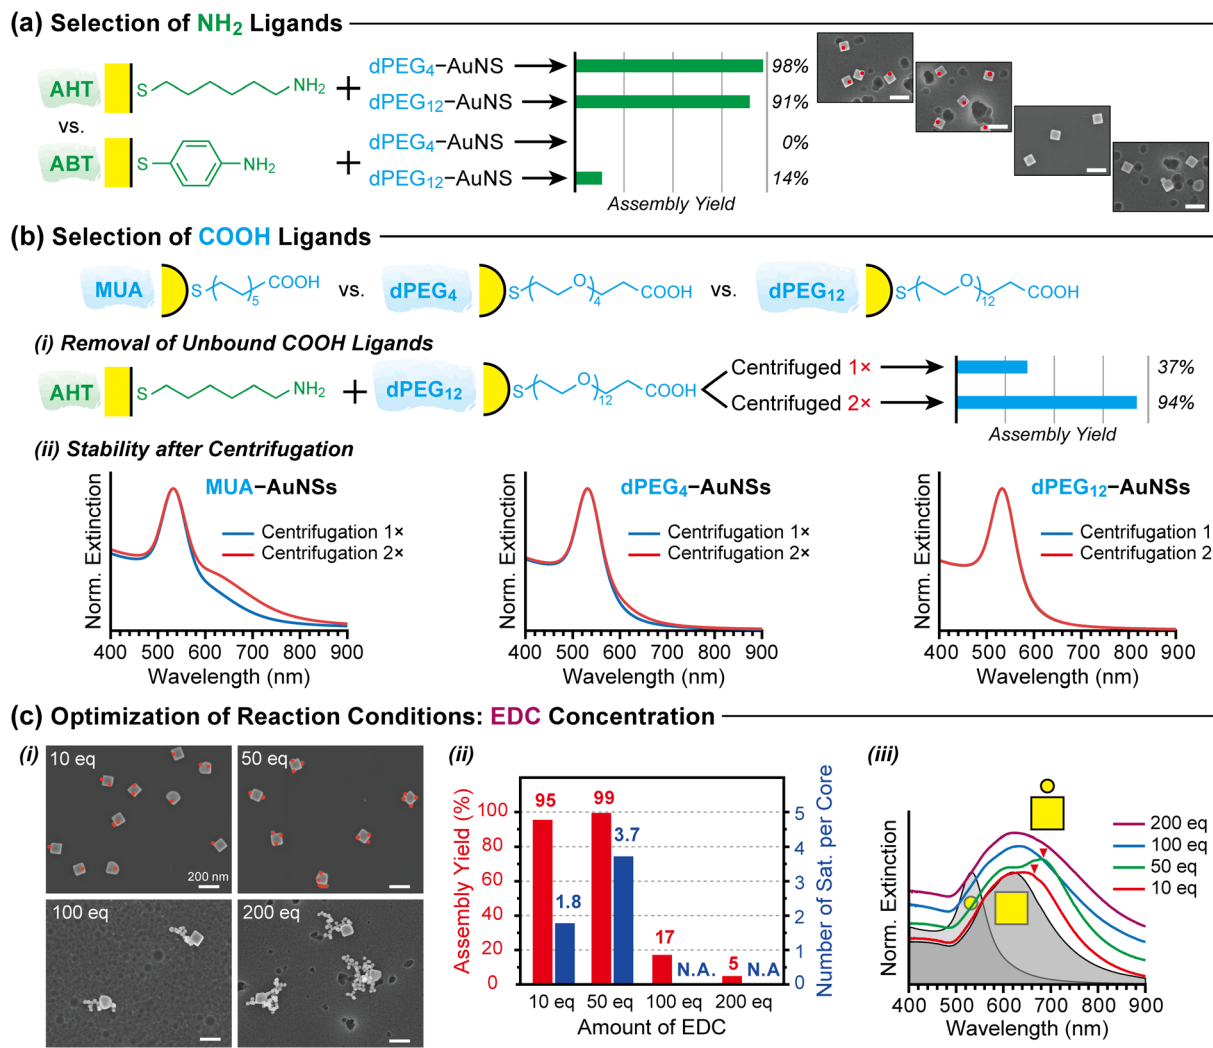 (a) Selection of NH2 Ligands
AHT S NH2 + dPEG4−AuNS 98%
dPEG12−AuNS 91%
vs.
ABT S NH2 + dPEG4−AuNS 0%
dPEG12−AuNS 14%
Assembly Yield
(b) Selection of COOH Ligands
MUA S ( )5 COOH vs. dPEG4 S ( O )4 COOH vs. dPEG12 S ( O )12 COOH
(i) Removal of Unbound COOH Ligands
AHT S NH2 + dPEG12 S ( O )12 COOH
Centrifuged 1× 37%
Centrifuged 2× 94%
Assembly Yield
(ii) Stability after Centrifugation
MUA−AuNSs
Centrifugation 1×
Centrifugation 2×
Norm. Extinction
400 500 600 700 800 900
Wavelength (nm)
dPEG4−AuNSs
Centrifugation 1×
Centrifugation 2×
Norm. Extinction
400 500 600 700 800 900
Wavelength (nm)
dPEG12−AuNSs
Centrifugation 1
Centrifugation 2
Norm. Extinction
400 500 600 700 800 900
Wavelength (nm)
(c) Optimization of Reaction Conditions: EDC Concentration
(i)
10 eq
200 nm
50 eq
100 eq
200 eq
(ii)
Assembly Yield (%)
100
80
60
40
20
0
95
1.8
99
3.7
17
N.A.
5
N.A
5
4
3
2
1
0
Number of Sat. per Core
10 eq 50 eq 100 eq 200 eq
Amount of EDC
(iii)
Norm. Extinction
200 eq
100 eq
50 eq
10 eq
400 500 600 700 800 900
Wavelength (nm)